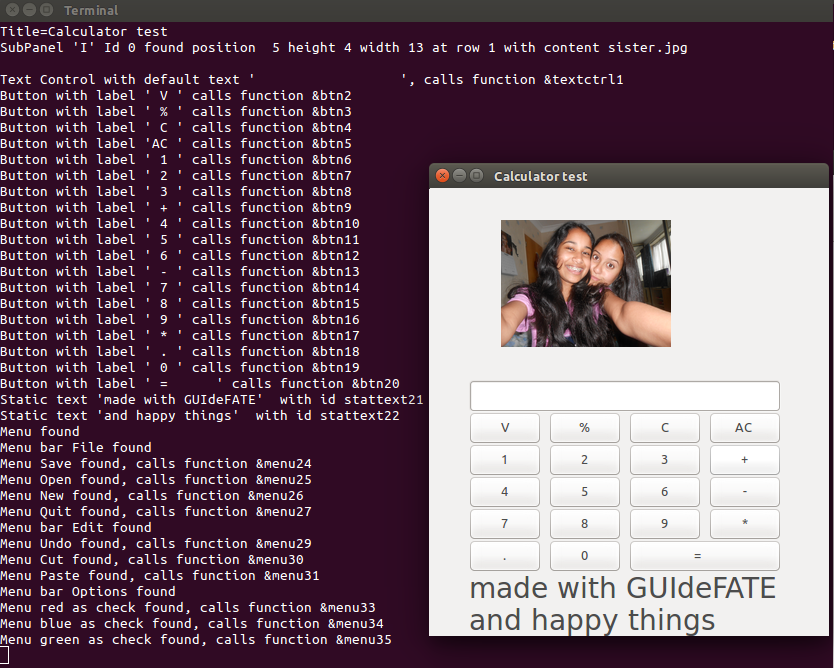 Terminal
Title=Calculator test
SubPanel 'I' Id 0 found position  5 height 4 width 13 at row 1 with content sister.jpg
Text Control with default text '                  ', calls function &textctrl1
Button with label ' V ' calls function &btn2
Button with label ' % ' calls function &btn3
Button with label ' C ' calls function &btn4
Button with label 'AC ' calls function &btn5
Button with label ' 1 ' calls function &btn6
Button with label ' 2 ' calls function &btn7
Button with label ' 3 ' calls function &btn8
Button with label ' + ' calls function &btn9
Button with label ' 4 ' calls function &btn10
Button with label ' 5 ' calls function &btn11
Button with label ' 6 ' calls function &btn12
Button with label ' - ' calls function &btn13
Button with label ' 7 ' calls function &btn14
Button with label ' 8 ' calls function &btn15
Button with label ' 9 ' calls function &btn16
Button with label ' * ' calls function &btn17
Button with label ' . ' calls function &btn18
Button with label ' 0 ' calls function &btn19
Button with label ' =      ' calls function &btn20
Static text 'made with GUIdeFATE'  with id stattext21
Static text 'and happy things'  with id stattext22
Menu found
Menu bar File found
Menu Save found, calls function &menu24
Menu Open found, calls function &menu25
Menu New found, calls function &menu26
Menu Quit found, calls function &menu27
Menu bar Edit found
Menu Undo found, calls function &menu29
Menu Cut found, calls function &menu30
Menu Paste found, calls function &menu31
Menu bar Options found
Menu red as check found, calls function &menu33
Menu blue as check found, calls function &menu34
Menu green as check found, calls function &menu35
Calculator test
V % C AC
1 2 3 +
4 5 6 -
7 8 9 *
. 0 =
made with GUIdeFATE
and happy things